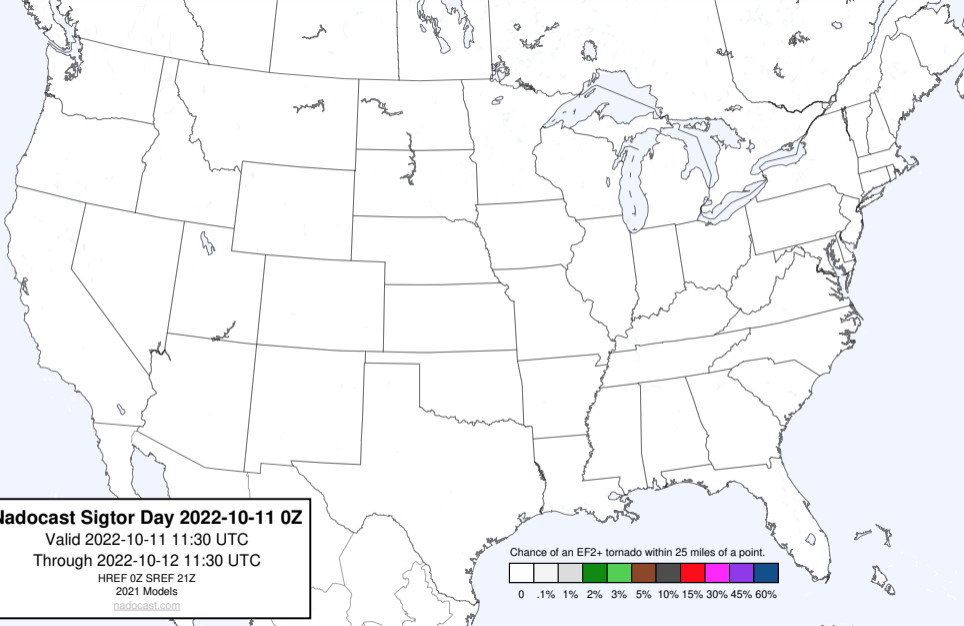 Nadocast Sigtor Day 2022-10-11 0Z
Valid 2022-10-11 11:30 UTC
Through 2022-10-12 11:30 UTC
HREF 0Z SREF 21Z
2021 Models
nadocast.com
Chance of an EF2+ tornado within 25 miles of a point.
0 .1% 1% 2% 3% 5% 10% 15% 30% 45% 60%